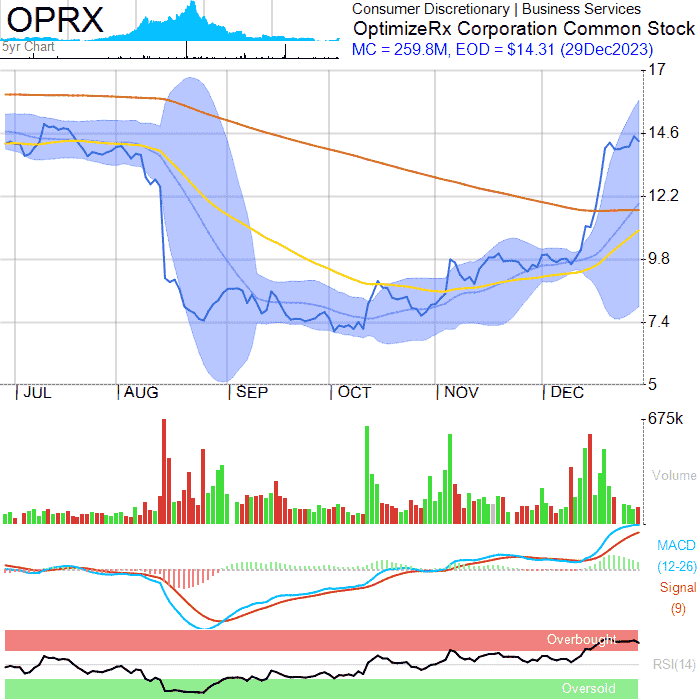 OPRX
5yr Chart
Consumer Discretionary | Business Services
OptimizeRx Corporation Common Stock
MC = 259.8M, EOD = $14.31 (29Dec2023)
17
14.6
12.2
9.8
7.4
5
JUL AUG SEP OCT NOV DEC
675k
Volume
MACD
(12-26)
Signal
(9)
Overbought
RSI(14)
Oversold